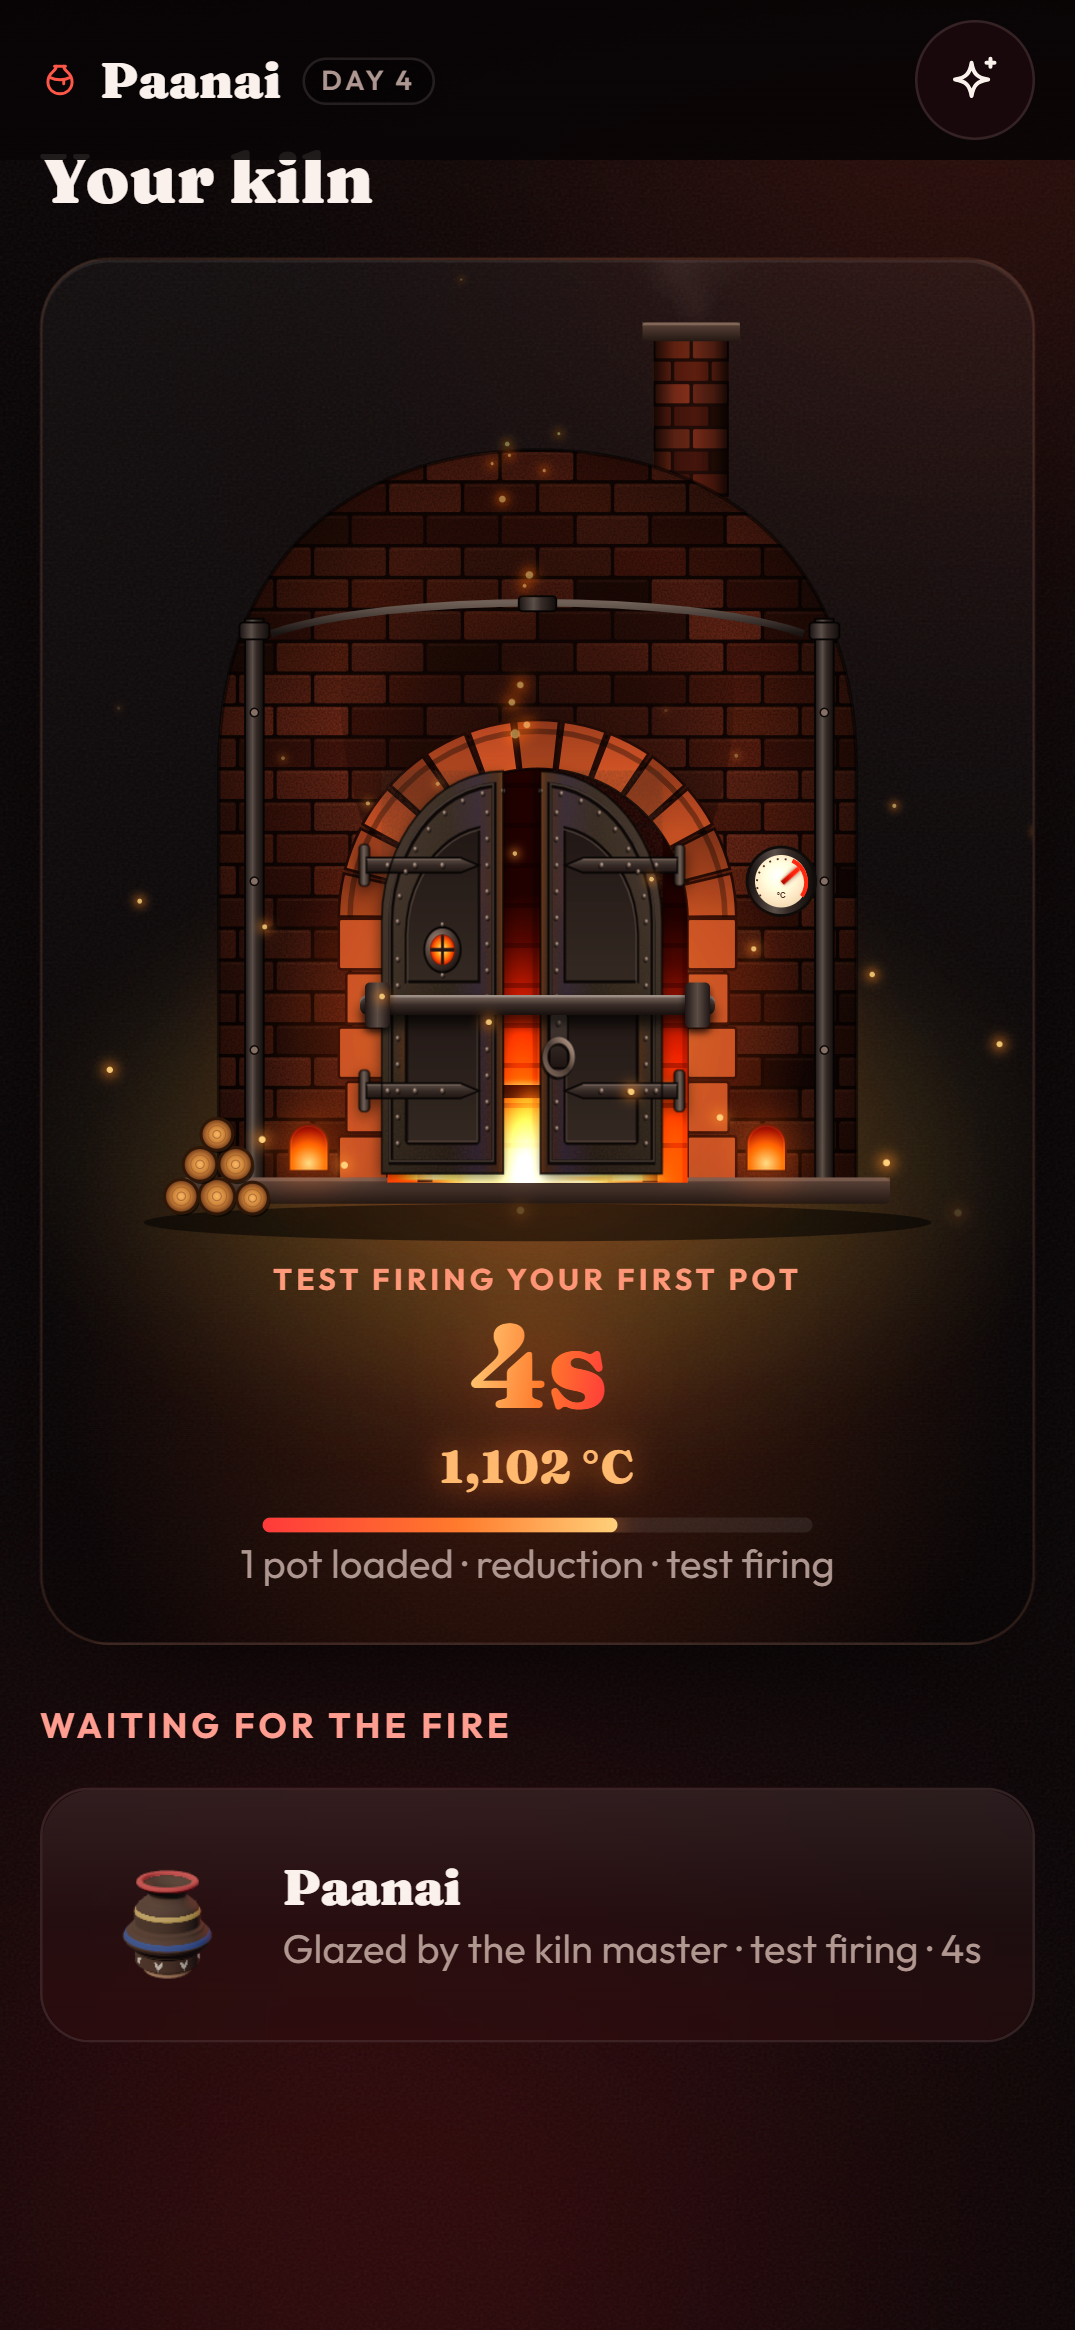 Paanai
DAY 4
Your kiln
°C
TEST FIRING YOUR FIRST POT
4s
1,102 °C
1 pot loaded · reduction · test firing
WAITING FOR THE FIRE
Paanai
Glazed by the kiln master · test firing · 4s